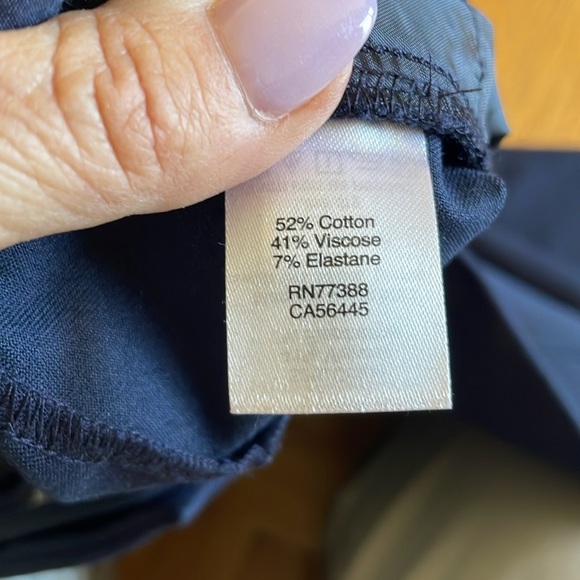 52% Cotton
41% Viscose
7% Elastane
RN77388
CA56445